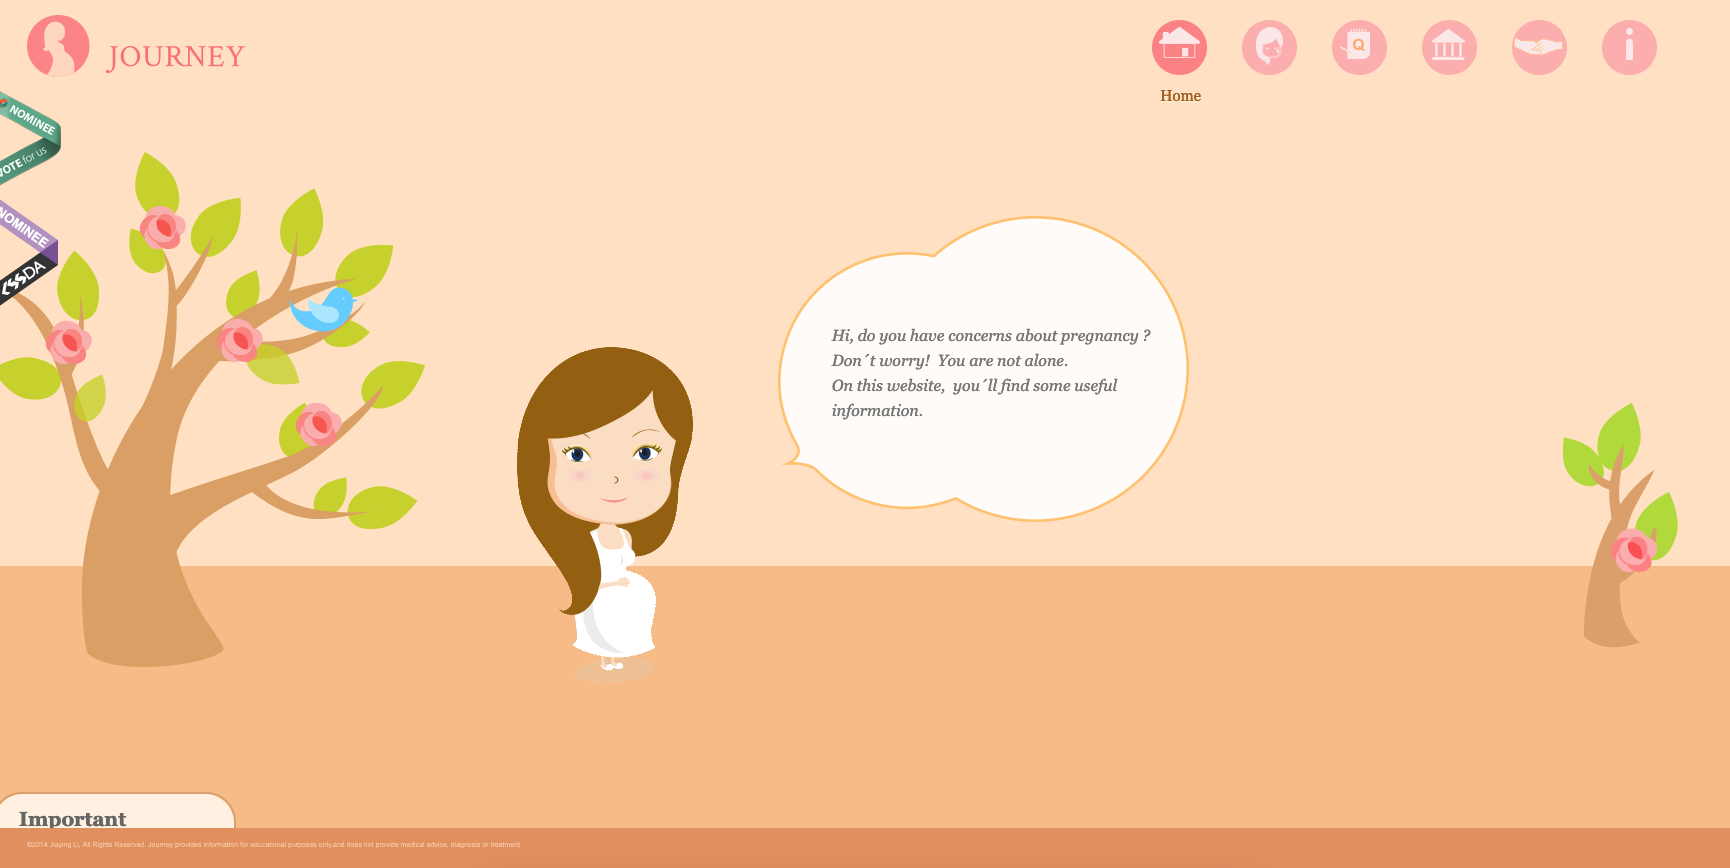 JOURNEY
Home
NOMINEE
VOTE for us
NOMINEE
CSSDA
Q
Hi, do you have concerns about pregnancy ?
Don´t worry!  You are not alone.
On this website,  you´ll find some useful
information.
Important
©2014 Jiaying Li, All Rights Reserved. Journey provides information for educational purposes only,and does not provide medical advice, diagnosis or treatment.